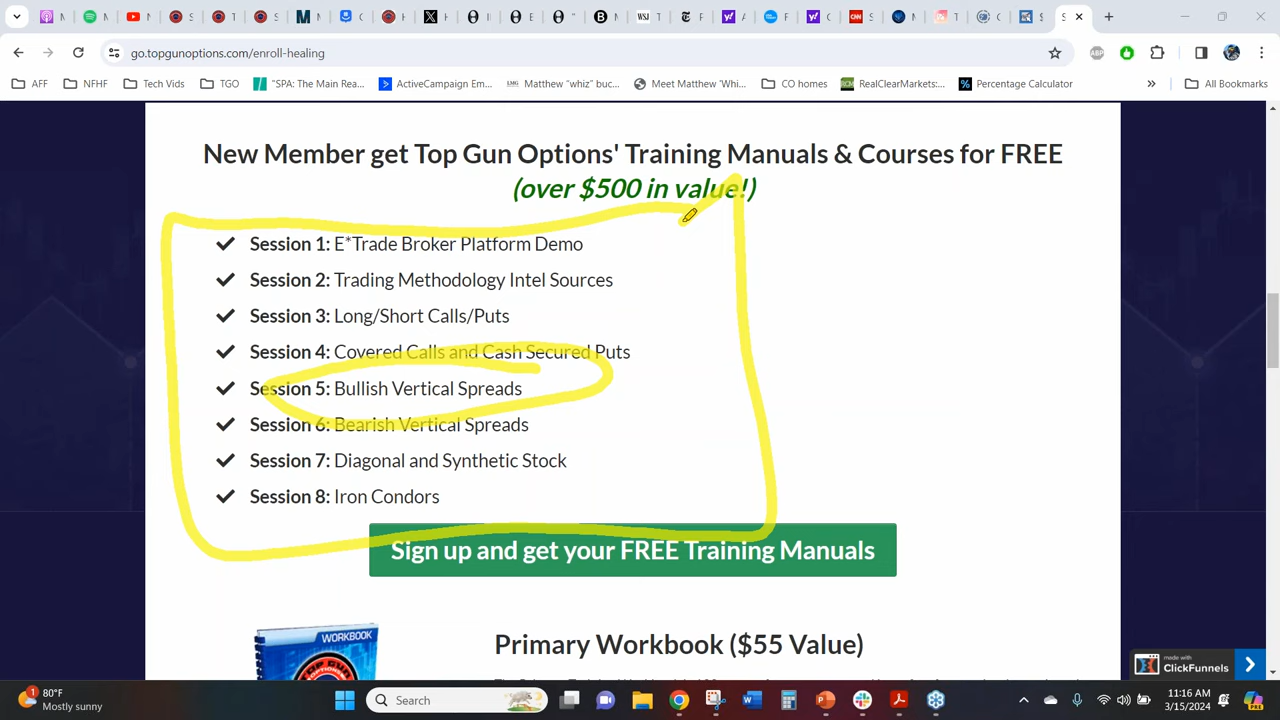 go.topgunoptions.com/enroll-healing
AFF
NFHF
Tech Vids
TGO
"SPA: The Main Rea...
ActiveCampaign Em...
Matthew "whiz" buc...
Meet Matthew 'Whi...
CO homes
RealClearMarkets:...
Percentage Calculator
All Bookmarks
New Member get Top Gun Options' Training Manuals & Courses for FREE
(over $500 in value!)
Session 1: E*Trade Broker Platform Demo
Session 2: Trading Methodology Intel Sources
Session 3: Long/Short Calls/Puts
Session 4: Covered Calls and Cash Secured Puts
Session 5: Bullish Vertical Spreads
Session 6: Bearish Vertical Spreads
Session 7: Diagonal and Synthetic Stock
Session 8: Iron Condors
Sign up and get your FREE Training Manuals
WORKBOOK
Primary Workbook ($55 Value)
made with
ClickFunnels
80°F
Mostly sunny
Search
11:16 AM
3/15/2024